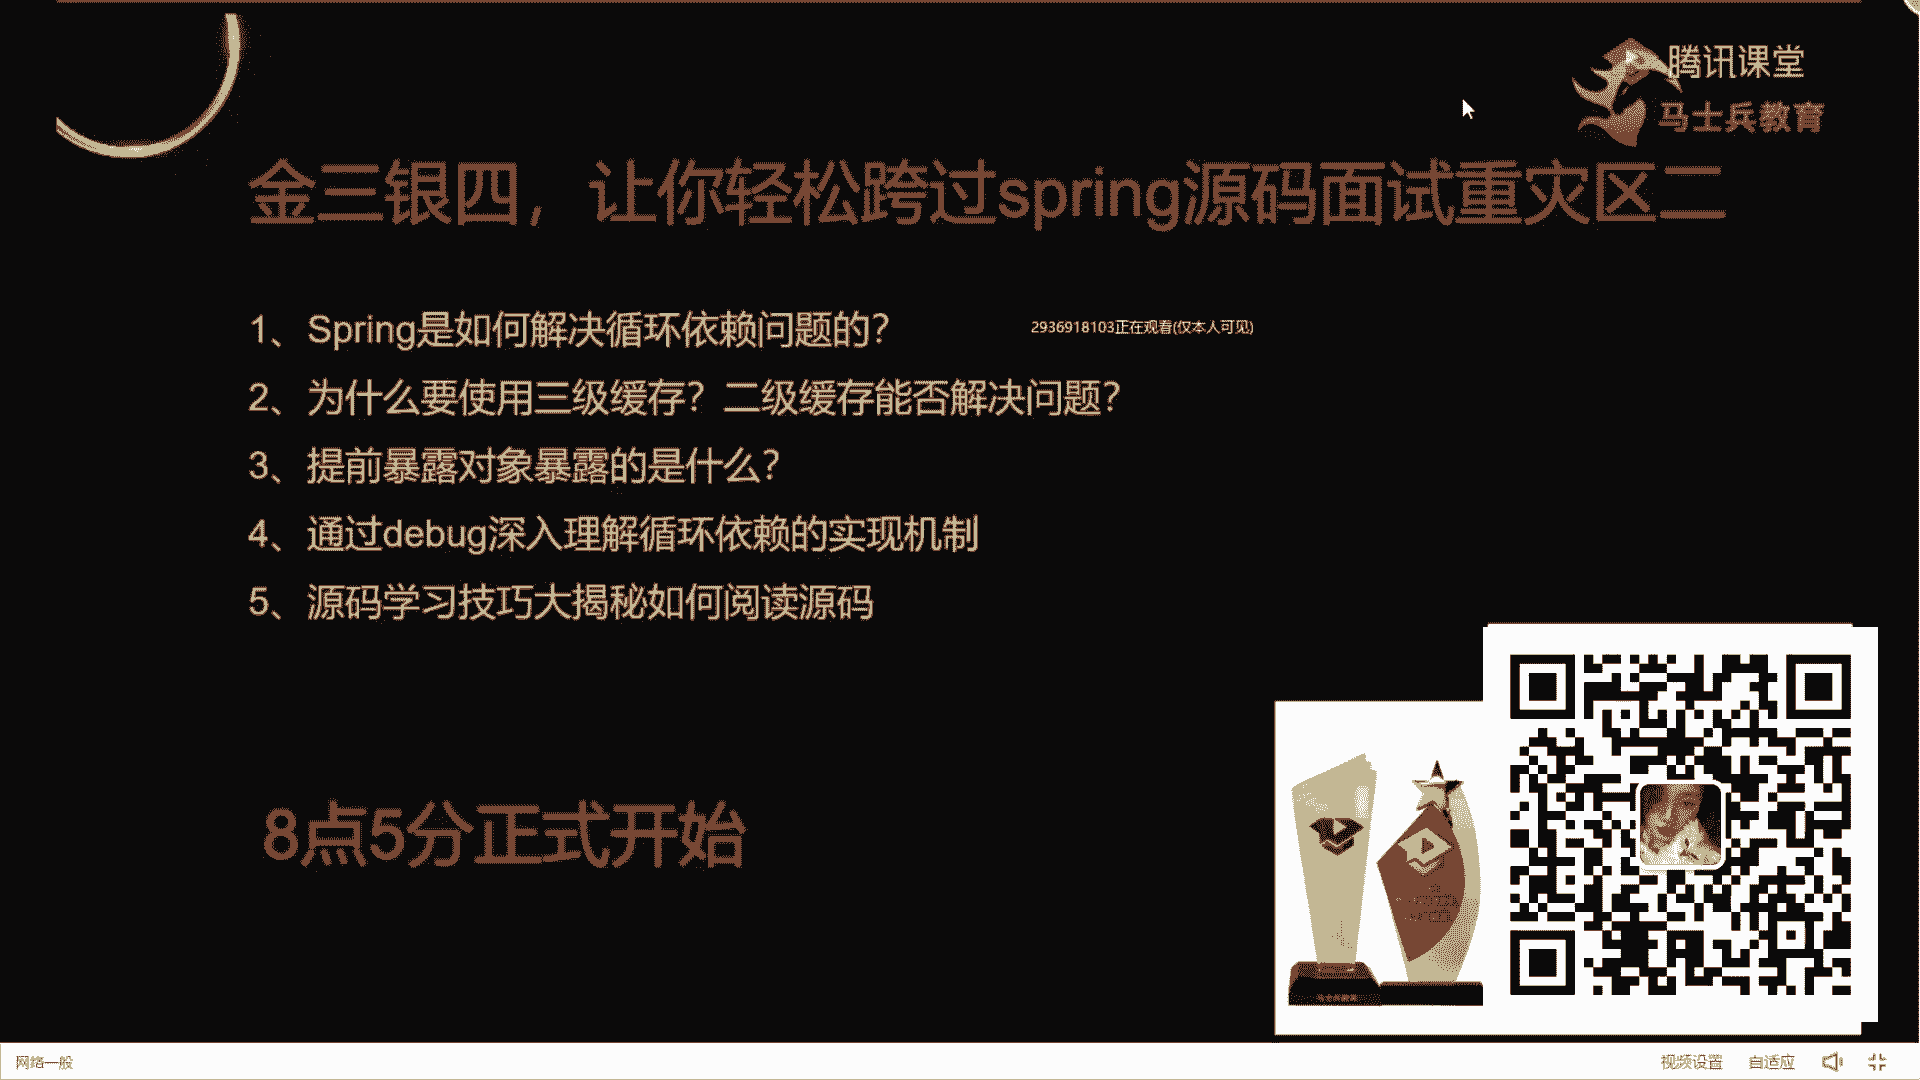 腾讯课堂
马士兵教育
金三银四，让你轻松跨过spring源码面试重灾区二
1、Spring是如何解决循环依赖问题的？
2936918103正在观看(仅本人可见)
2、为什么要使用三级缓存？二级缓存能否解决问题？
3、提前暴露对象暴露的是什么？
4、通过debug深入理解循环依赖的实现机制
5、源码学习技巧大揭秘如何阅读源码
8点5分正式开始
马士兵教育
网络一般
视频设置
自适应